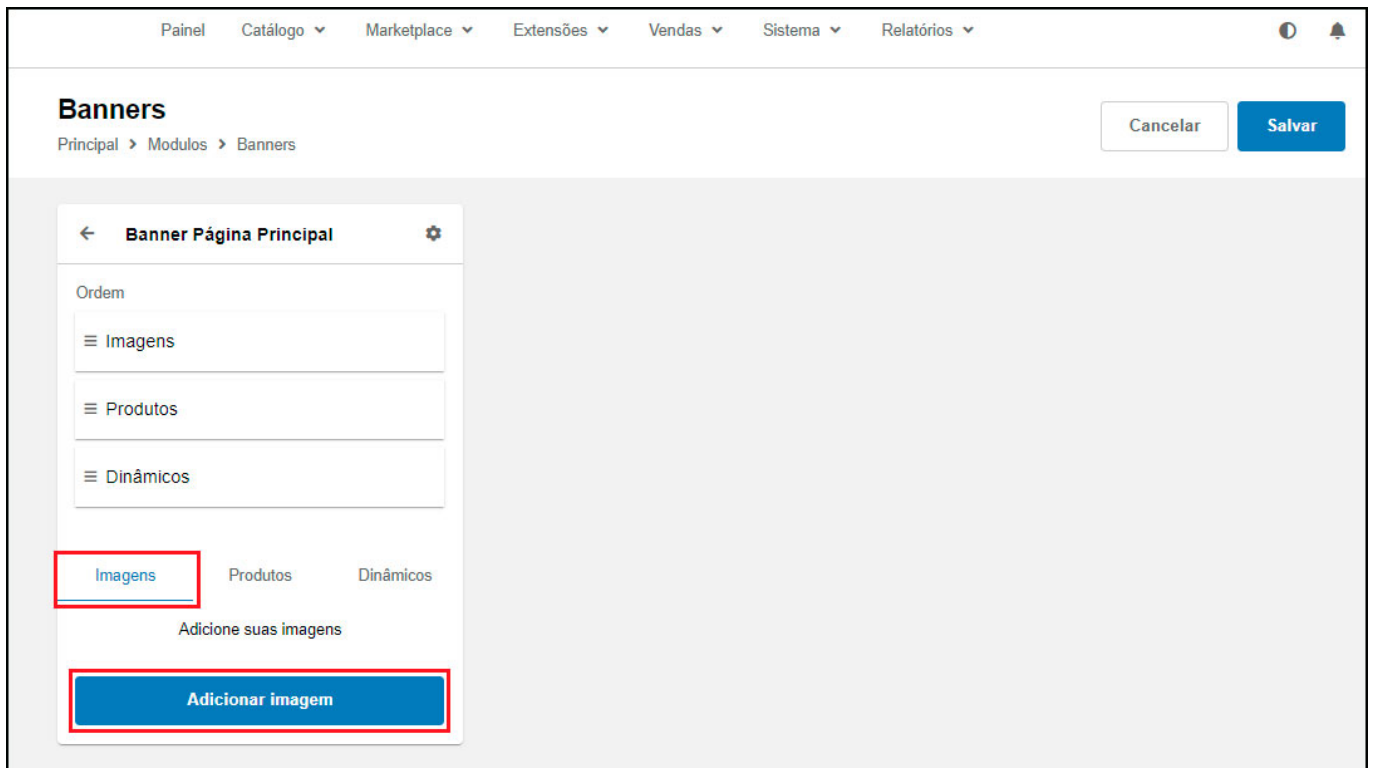 Painel Catálogo Marketplace Extensões Vendas Sistema Relatórios
Banners
Principal > Modulos > Banners
Cancelar Salvar
Banner Página Principal
Ordem
Imagens
Produtos
Dinâmicos
Imagens Produtos Dinâmicos
Adicione suas imagens
Adicionar imagem